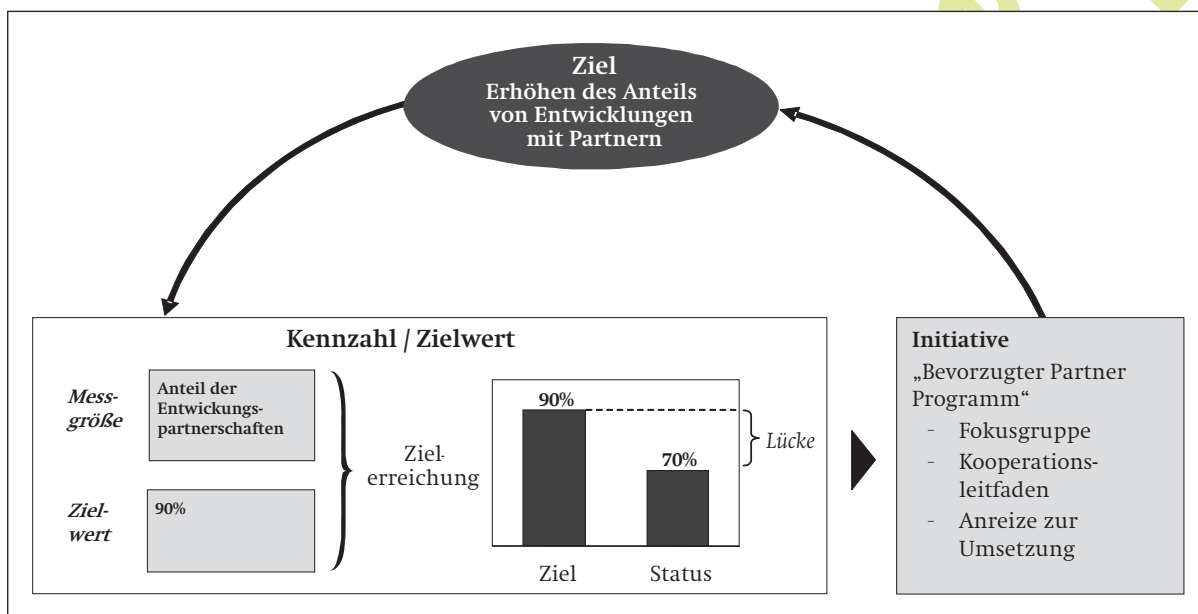 Ziel
Erhöhen des Anteils
von Entwicklungen
mit Partnern
Kennzahl / Zielwert
Mess-
größe
Anteil der
Entwickungs-
partnerschaften
Ziel-
wert
90%
Ziel-
erreichung
90%
70%
Lücke
Ziel
Status
Initiative
„Bevorzugter Partner
Programm“
- Fokusgruppe
- Kooperations-
leitfaden
- Anreize zur
Umsetzung